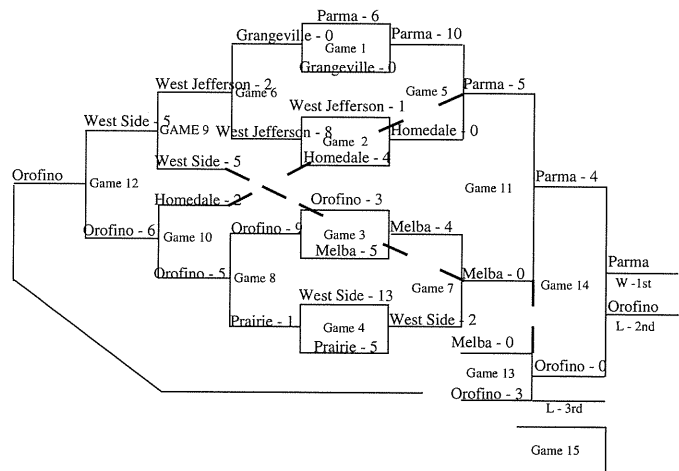 Parma - 6
Grangeville - 0
Parma - 10
Game 1
Grangeville - 0
West Jefferson - 2
Game 6
Game 5
Parma - 5
West Jefferson - 1
West Side - 5
GAME 9
West Jefferson - 8
Game 2
Homedale - 0
Homedale - 4
West Side - 5
Orofino
Game 12
Game 11
Parma - 4
Homedale - 2
Orofino - 3
Orofino - 6
Game 10
Orofino - 9
Game 3
Melba - 4
Melba - 5
Parma
Orofino - 5
Game 8
Game 7
Melba - 0
Game 14
W -1st
West Side - 13
Orofino
Prairie - 1
Game 4
West Side - 2
L - 2nd
Prairie - 5
Melba - 0
Game 13
Orofino - 0
Orofino - 3
L - 3rd
Game 15